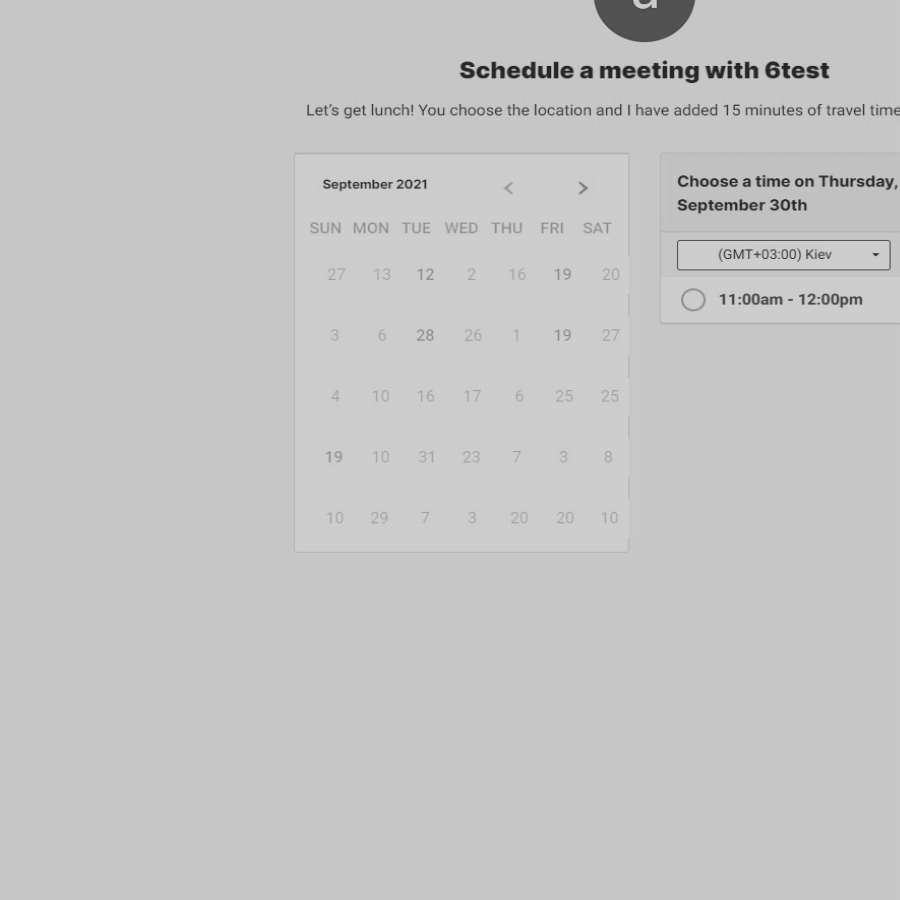 Schedule a meeting with 6test
Let's get lunch! You choose the location and I have added 15 minutes of travel time
September 2021
SUN MON TUE WED THU FRI SAT
27 13 12 2 16 19 20
3 6 28 26 1 19 27
4 10 16 17 6 25 25
19 10 31 23 7 3 8
10 29 7 3 20 20 10
Choose a time on Thursday,
September 30th
(GMT+03:00) Kiev
11:00am - 12:00pm